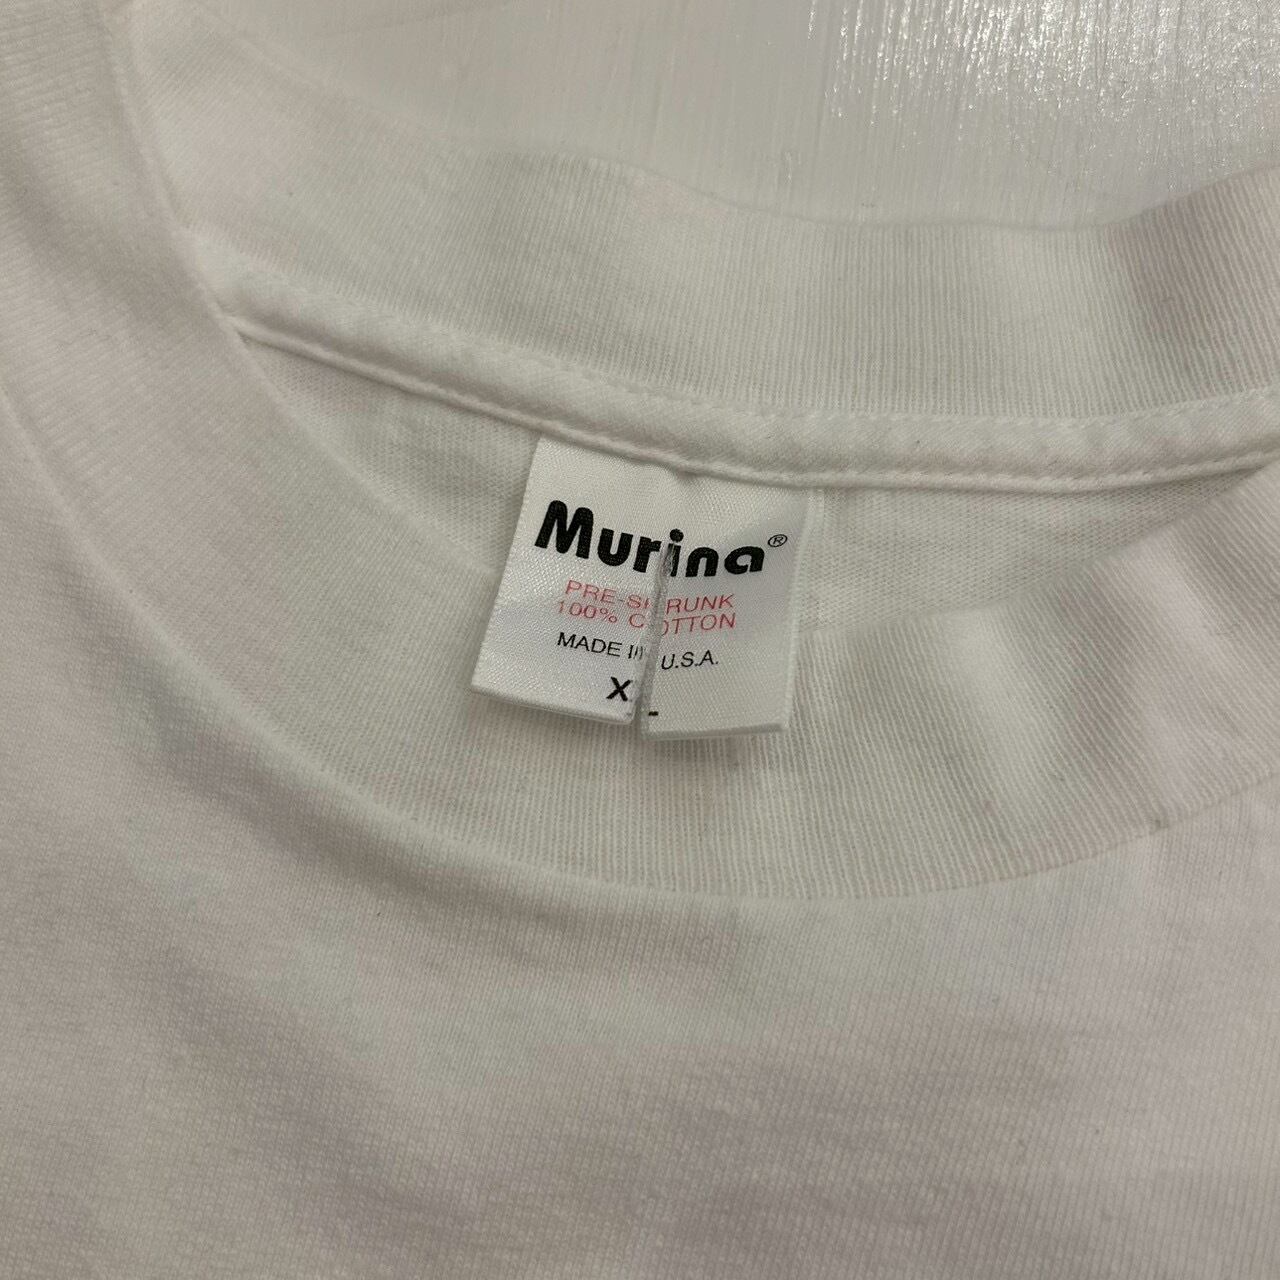 Murina®
PRE-SHRUNK
100% COTTON
MADE IN U.S.A.